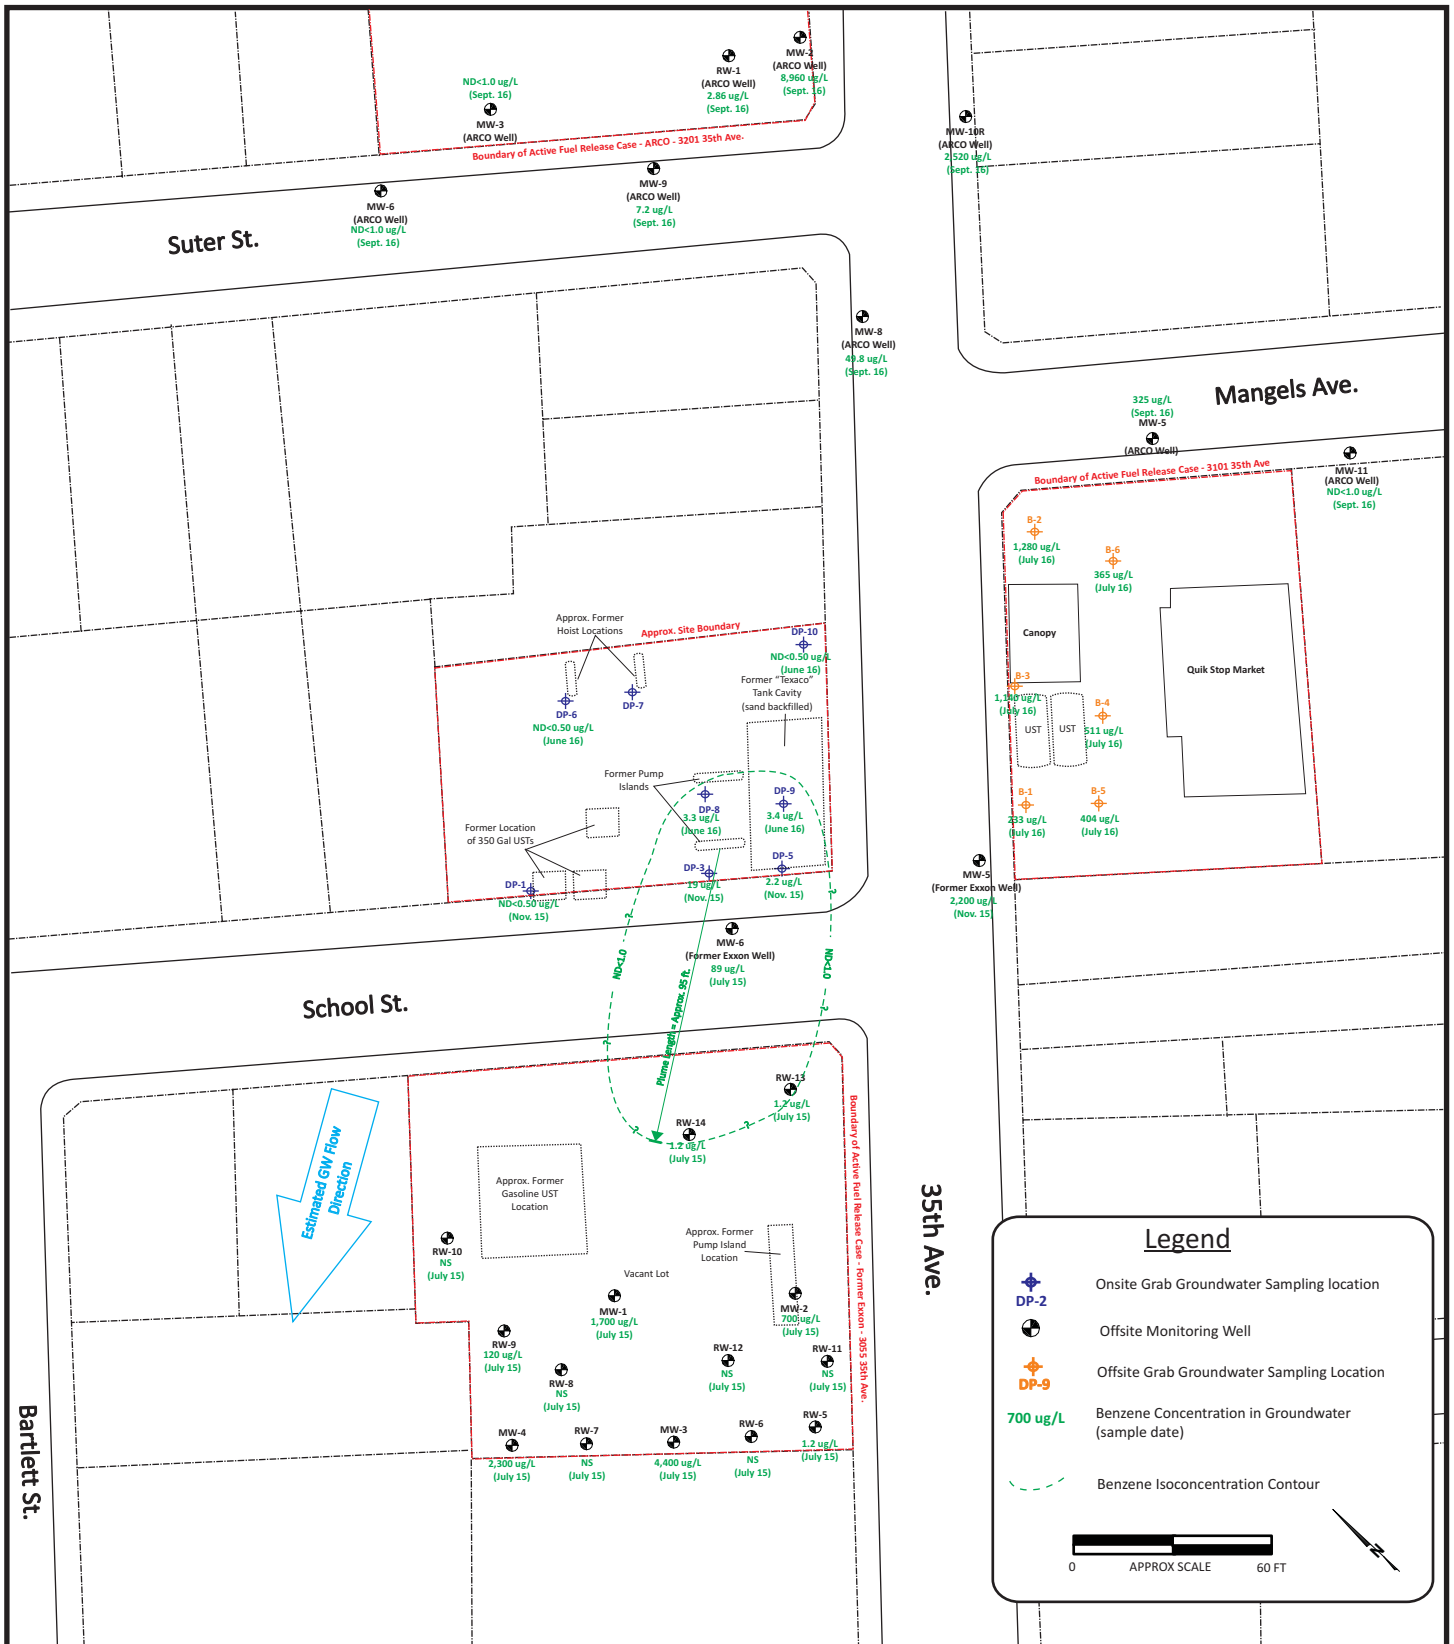 MW-2
(ARCO Well)
8,960 ug/L
(Sept. 16)
RW-1
(ARCO Well)
2.86 ug/L
(Sept. 16)
ND<1.0 ug/L
(Sept. 16)
MW-3
(ARCO Well)
Boundary of Active Fuel Release Case - ARCO - 3201 35th Ave.
MW-10R
(ARCO Well)
2,520 ug/L
(Sept. 16)
MW-9
(ARCO Well)
7.2 ug/L
(Sept. 16)
MW-6
(ARCO Well)
ND<1.0 ug/L
(Sept. 16)
Suter St.
MW-8
(ARCO Well)
49.8 ug/L
(Sept. 16)
Mangels Ave.
325 ug/L
(Sept. 16)
MW-5
(ARCO Well)
MW-11
(ARCO Well)
ND<1.0 ug/L
(Sept. 16)
Boundary of Active Fuel Release Case - 3101 35th Ave
B-2
1,280 ug/L
(July 16)
B-6
365 ug/L
(July 16)
Canopy
Quik Stop Market
B-3
1,140 ug/L
(July 16)
B-4
511 ug/L
(July 16)
UST
UST
B-1
233 ug/L
(July 16)
B-5
404 ug/L
(July 16)
MW-5
(Former Exxon Well)
2,200 ug/L
(Nov. 15)
Approx. Former
Hoist Locations
Approx. Site Boundary
DP-10
ND<0.50 ug/L
(June 16)
Former "Texaco"
Tank Cavity
(sand backfilled)
DP-6
ND<0.50 ug/L
(June 16)
DP-7
Former Pump
Islands
DP-8
3.3 ug/L
(June 16)
DP-9
3.4 ug/L
(June 16)
Former Location
of 350 Gal USTs
DP-1
ND<0.50 ug/L
(Nov. 15)
DP-3
19 ug/L
(Nov. 15)
DP-5
2.2 ug/L
(Nov. 15)
?
?
MW-6
(Former Exxon Well)
89 ug/L
(July 15)
ND<1.0
ND<1.0
Plume Length = Approx. 95 ft.
?
?
School St.
RW-13
1.2 ug/L
(July 15)
RW-14
1.2 ug/L
(July 15)
?
?
Estimated GW Flow
Direction
Approx. Former
Gasoline UST
Location
Boundary of Active Fuel Release Case - Former Exxon - 3055 35th Ave.
35th Ave.
RW-10
NS
(July 15)
Approx. Former
Pump Island
Location
Vacant Lot
MW-1
1,700 ug/L
(July 15)
MW-2
700 ug/L
(July 15)
RW-9
120 ug/L
(July 15)
RW-8
NS
(July 15)
RW-12
NS
(July 15)
RW-11
NS
(July 15)
MW-4
2,300 ug/L
(July 15)
RW-7
NS
(July 15)
MW-3
4,400 ug/L
(July 15)
RW-6
NS
(July 15)
RW-5
1.2 ug/L
(July 15)
Bartlett St.
Legend
DP-2
Onsite Grab Groundwater Sampling location
Offsite Monitoring Well
DP-9
Offsite Grab Groundwater Sampling Location
700 ug/L
Benzene Concentration in Groundwater
(sample date)
Benzene Isoconcentration Contour
0
APPROX SCALE
60 FT
N